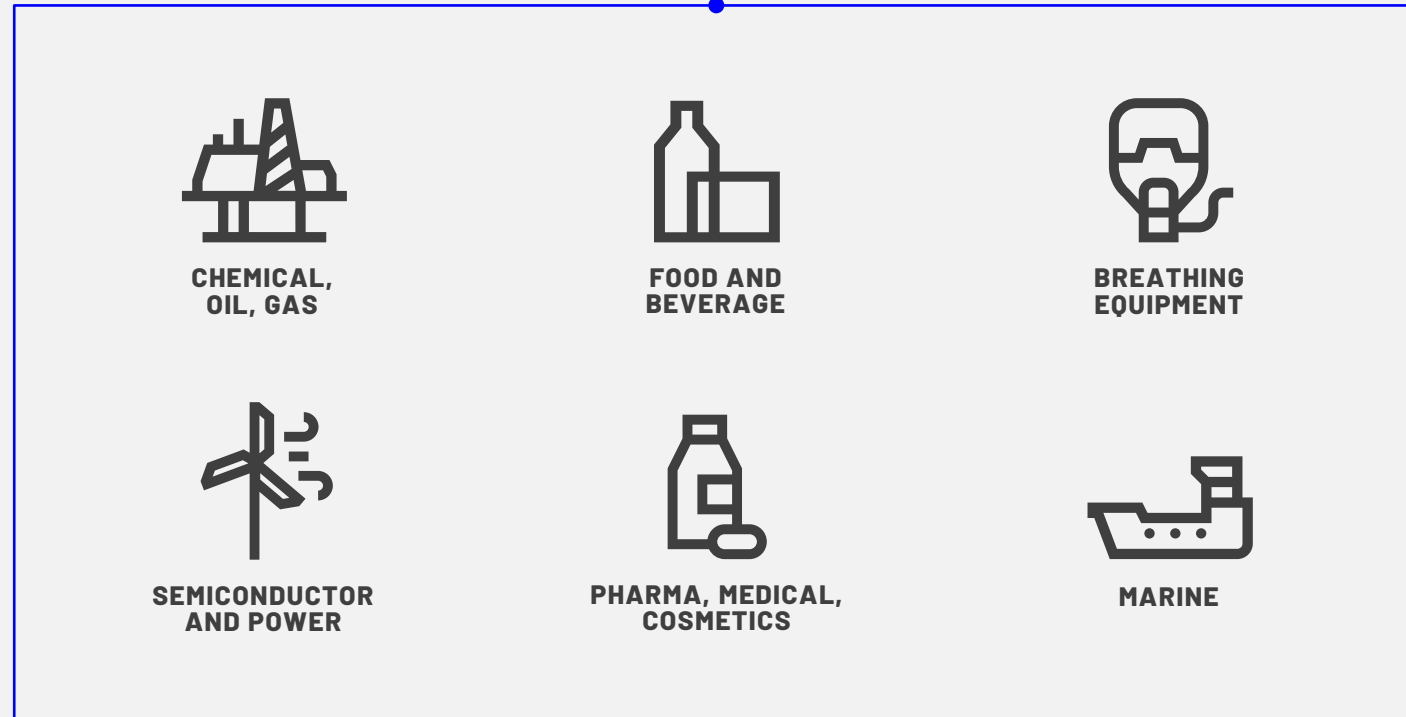 CHEMICAL,
OIL, GAS
FOOD AND
BEVERAGE
BREATHING
EQUIPMENT
SEMICONDUCTOR
AND POWER
PHARMA, MEDICAL,
COSMETICS
MARINE